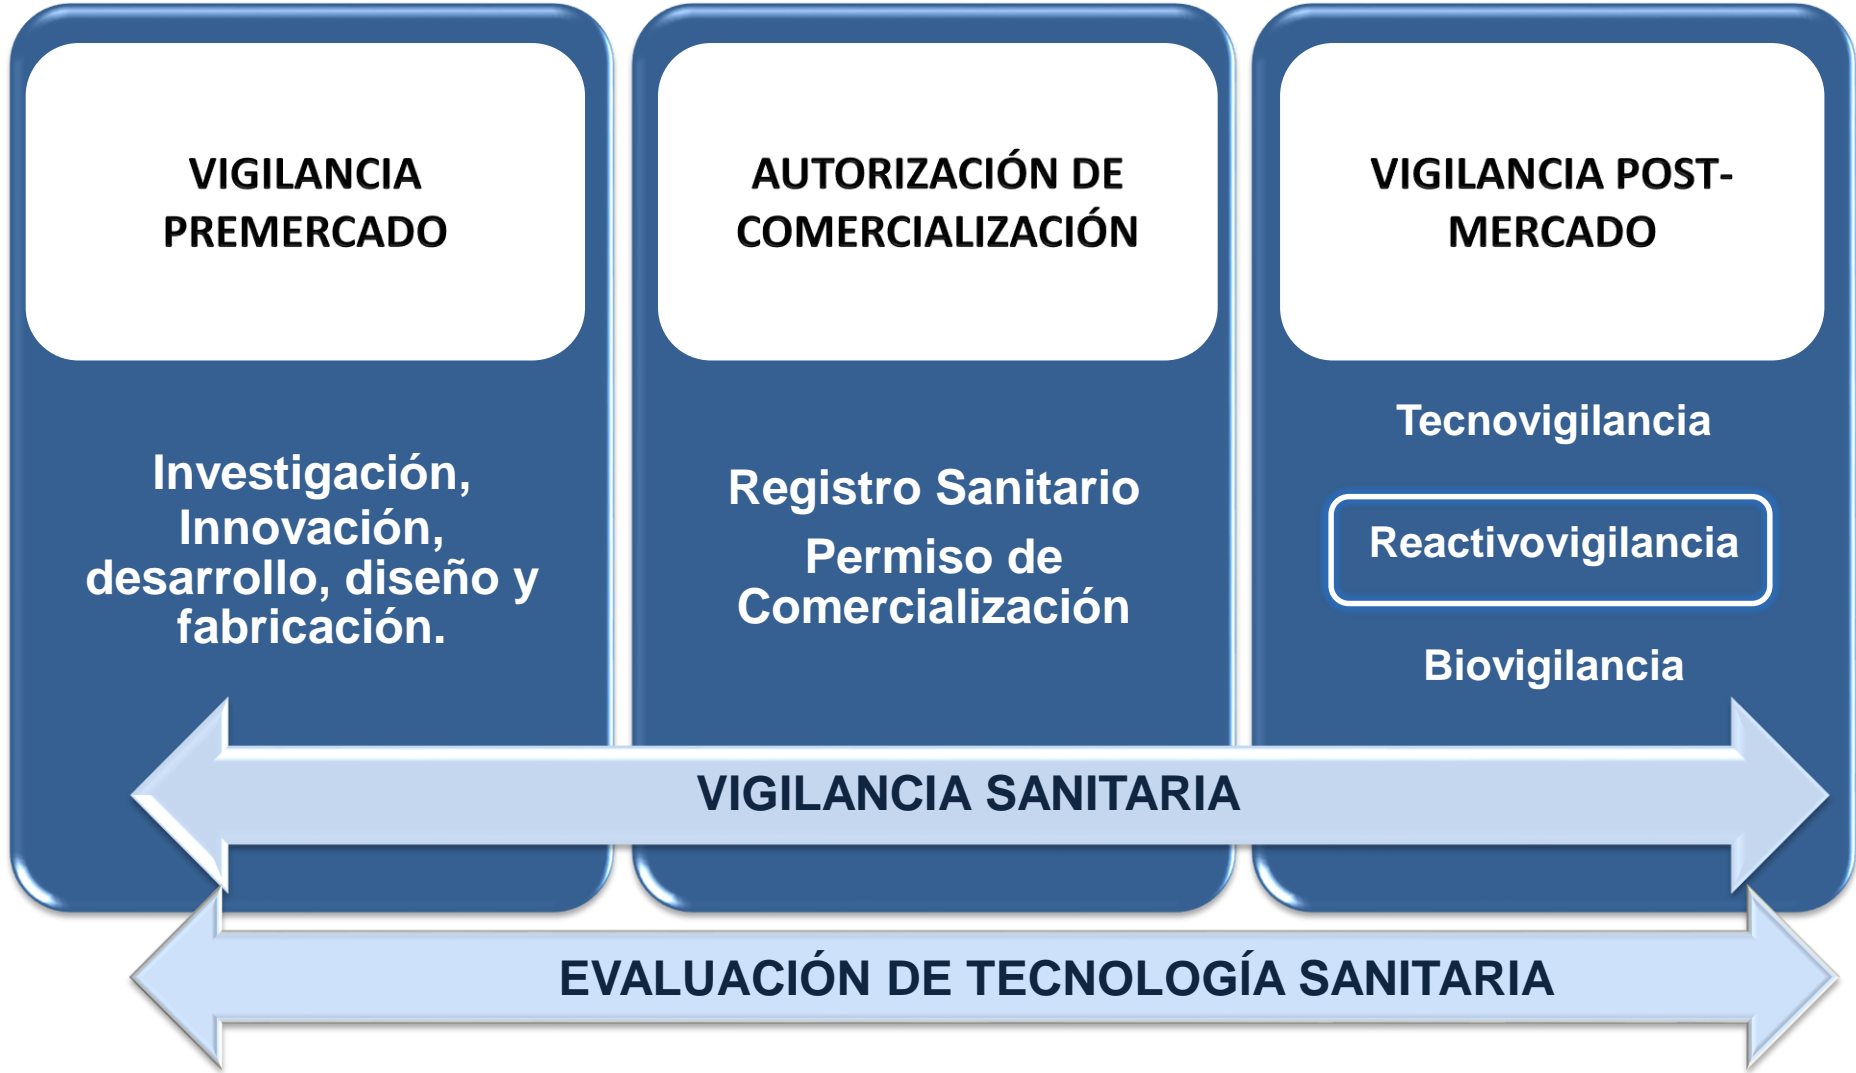 VIGILANCIA
PREMERCADO
Investigación,
Innovación,
desarrollo, diseño y
fabricación.
AUTORIZACIÓN DE
COMERCIALIZACIÓN
Registro Sanitario
Permiso de
Comercialización
VIGILANCIA POST-
MERCADO
Tecnovigilancia
Reactivovigilancia
Biovigilancia
VIGILANCIA SANITARIA
EVALUACIÓN DE TECNOLOGÍA SANITARIA